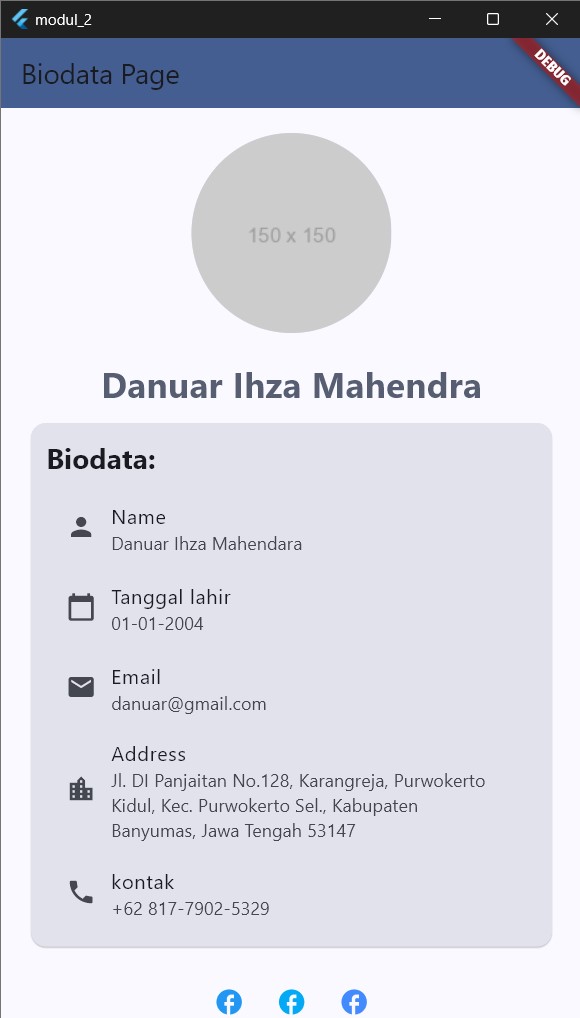 modul_2
Biodata Page
DEBUG
150 x 150
Danuar Ihza Mahendra
Biodata:
Name
Danuar Ihza Mahendara
Tanggal lahir
01-01-2004
Email
danuar@gmail.com
Address
Jl. DI Panjaitan No.128, Karangreja, Purwokerto
Kidul, Kec. Purwokerto Sel., Kabupaten
Banyumas, Jawa Tengah 53147
kontak
+62 817-7902-5329